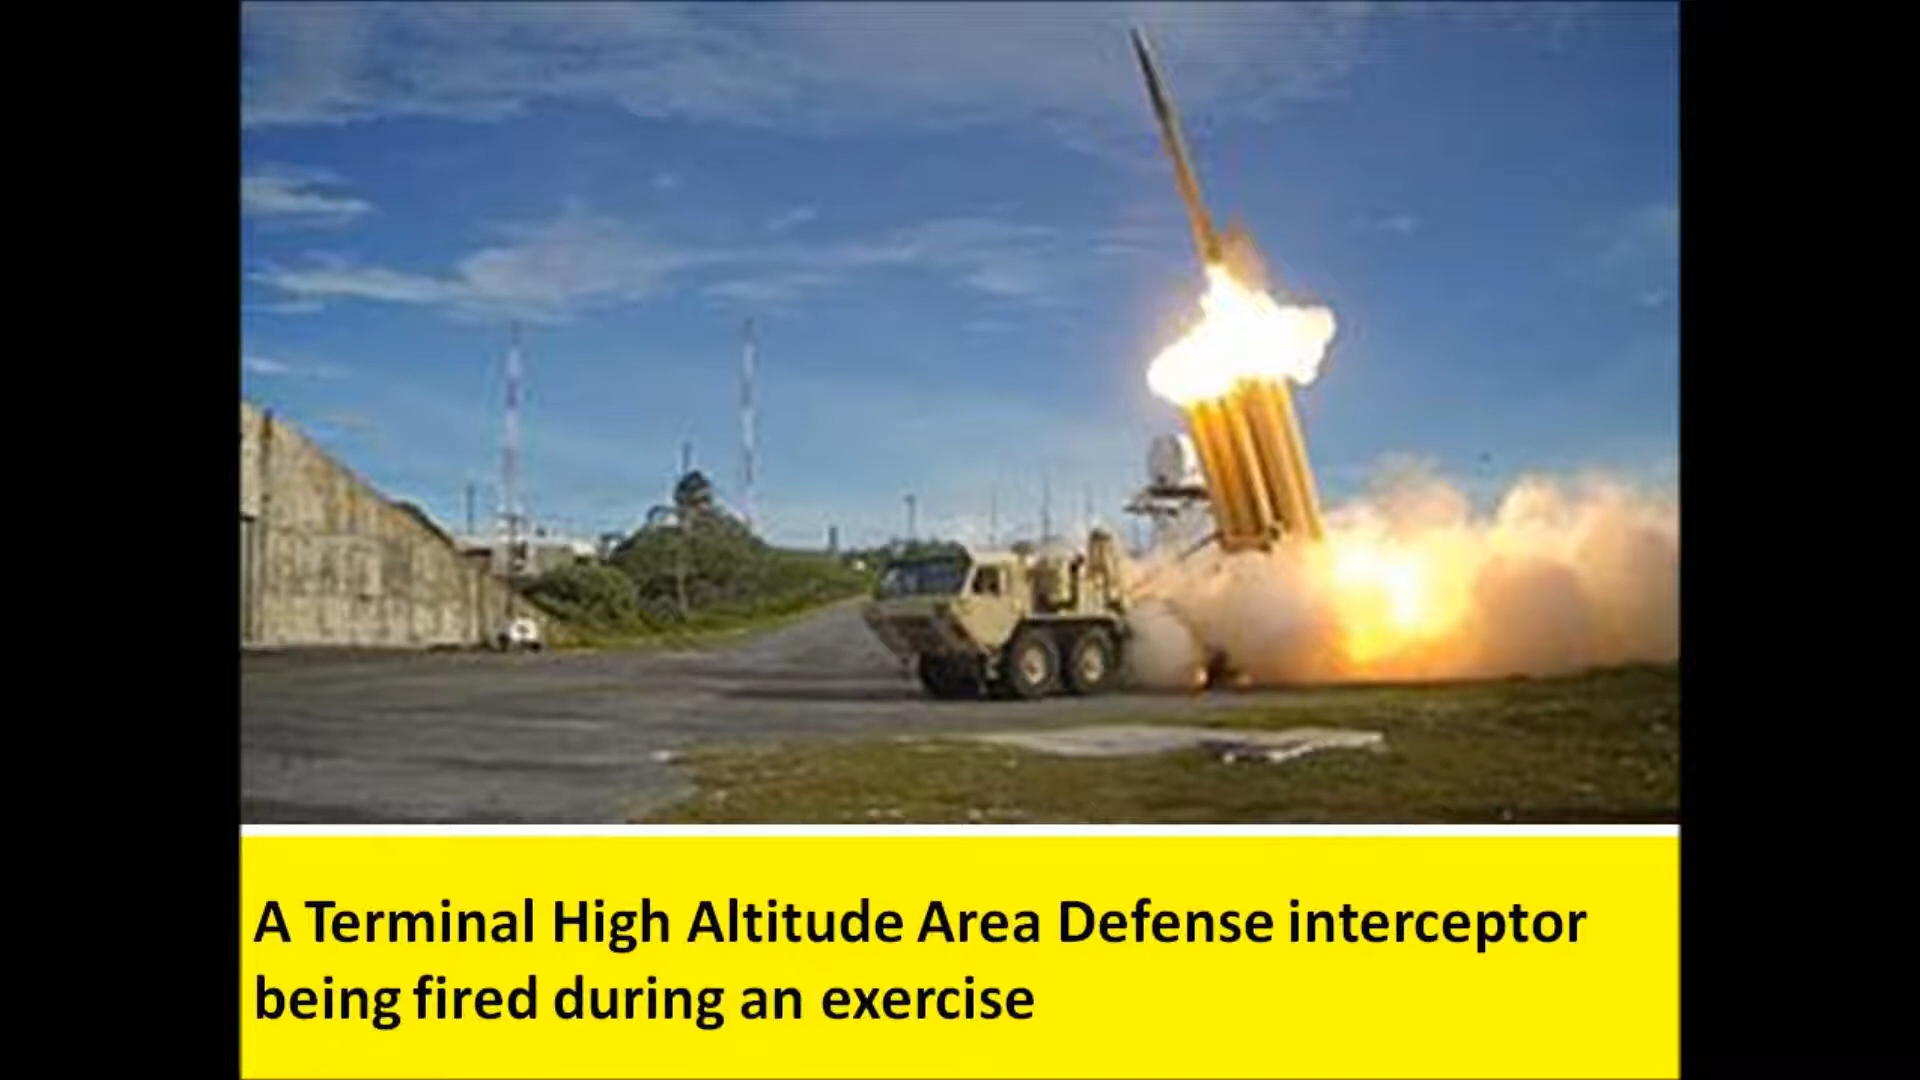 A Terminal High Altitude Area Defense interceptor
being fired during an exercise